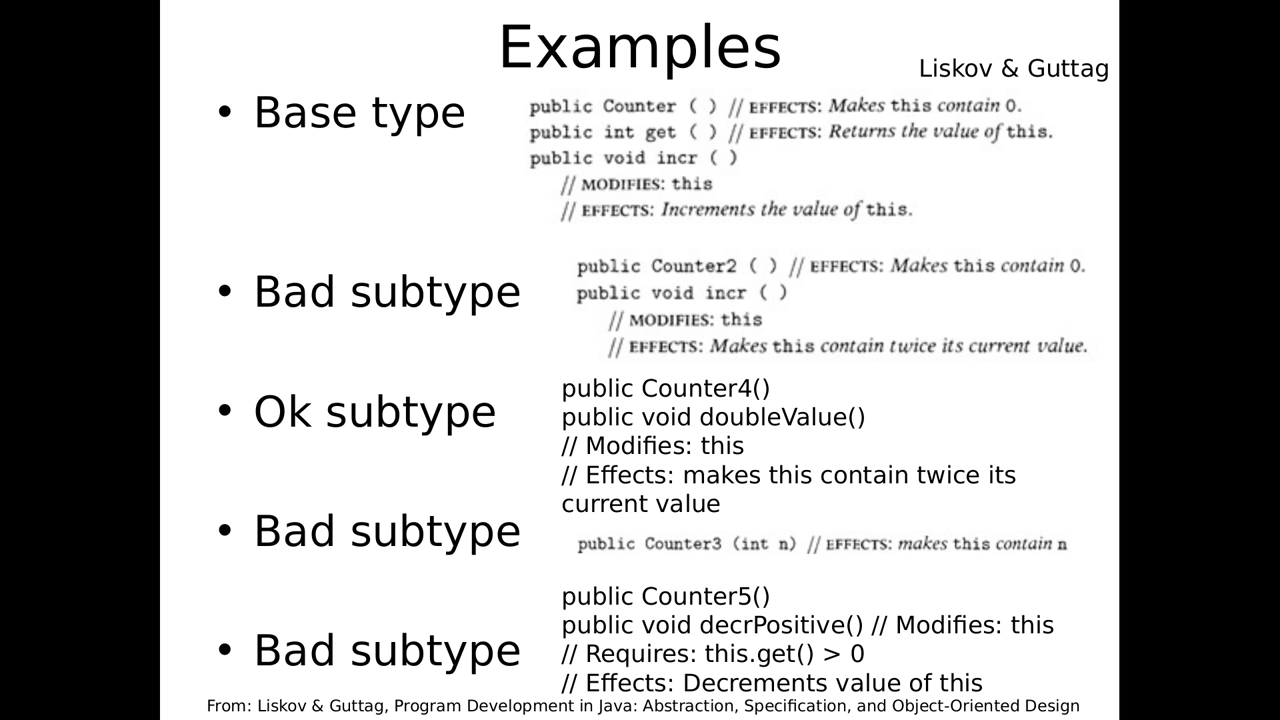 Examples
Liskov & Guttag
• Base type
public Counter ( ) // EFFECTS: Makes this contain 0.
public int get ( ) // EFFECTS: Returns the value of this.
public void incr ( )
// MODIFIES: this
// EFFECTS: Increments the value of this.
• Bad subtype
public Counter2 ( ) // EFFECTS: Makes this contain 0.
public void incr ( )
// MODIFIES: this
// EFFECTS: Makes this contain twice its current value.
• Ok subtype
public Counter4()
public void doubleValue()
// Modifies: this
// Effects: makes this contain twice its
current value
• Bad subtype
public Counter3 (int n) // EFFECTS: makes this contain n
• Bad subtype
public Counter5()
public void decrPositive() // Modifies: this
// Requires: this.get() > 0
// Effects: Decrements value of this
From: Liskov & Guttag, Program Development in Java: Abstraction, Specification, and Object-Oriented Design